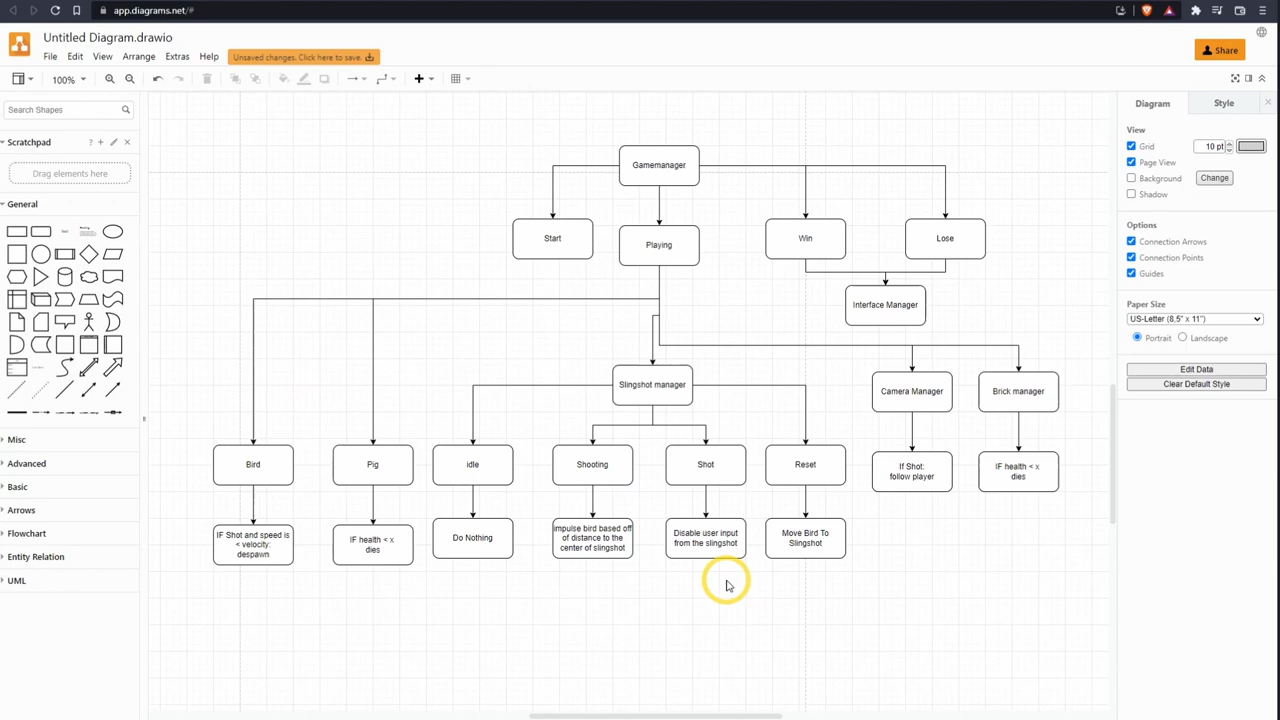 app.diagrams.net/#
Untitled Diagram.drawio
File Edit View Arrange Extras Help
Unsaved changes. Click here to save.
Share
100%
Search Shapes
Scratchpad
?
Drag elements here
General
Text
Heading
Misc
Advanced
Basic
Arrows
Flowchart
Entity Relation
UML
Gamemanager
Start
Playing
Win
Lose
Interface Manager
Slingshot manager
Camera Manager
Brick manager
Bird
Pig
idle
Shooting
Shot
Reset
If Shot:
follow player
IF health < x
dies
IF Shot and speed is
< velocity:
despawn
IF health < x
dies
Do Nothing
impulse bird based off
of distance to the
center of slingshot
Disable user input
from the slingshot
Move Bird To
Slingshot
Diagram
Style
View
Grid
10 pt
Page View
Background
Change
Shadow
Options
Connection Arrows
Connection Points
Guides
Paper Size
US-Letter (8,5" x 11")
Portrait Landscape
Edit Data
Clear Default Style